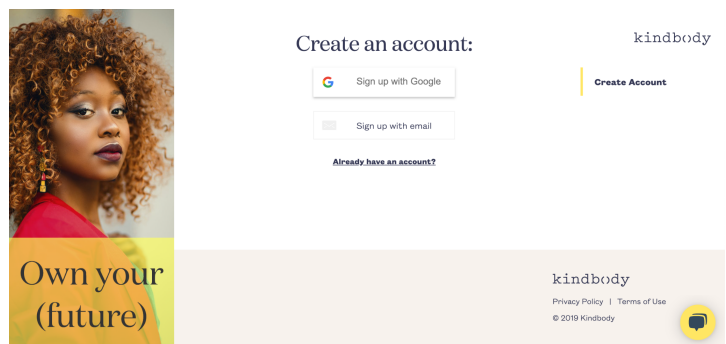 Own your
(future)
Create an account:
Sign up with Google
Sign up with email
Already have an account?
kindbody
Create Account
kindbody
Privacy Policy | Terms of Use
© 2019 Kindbody